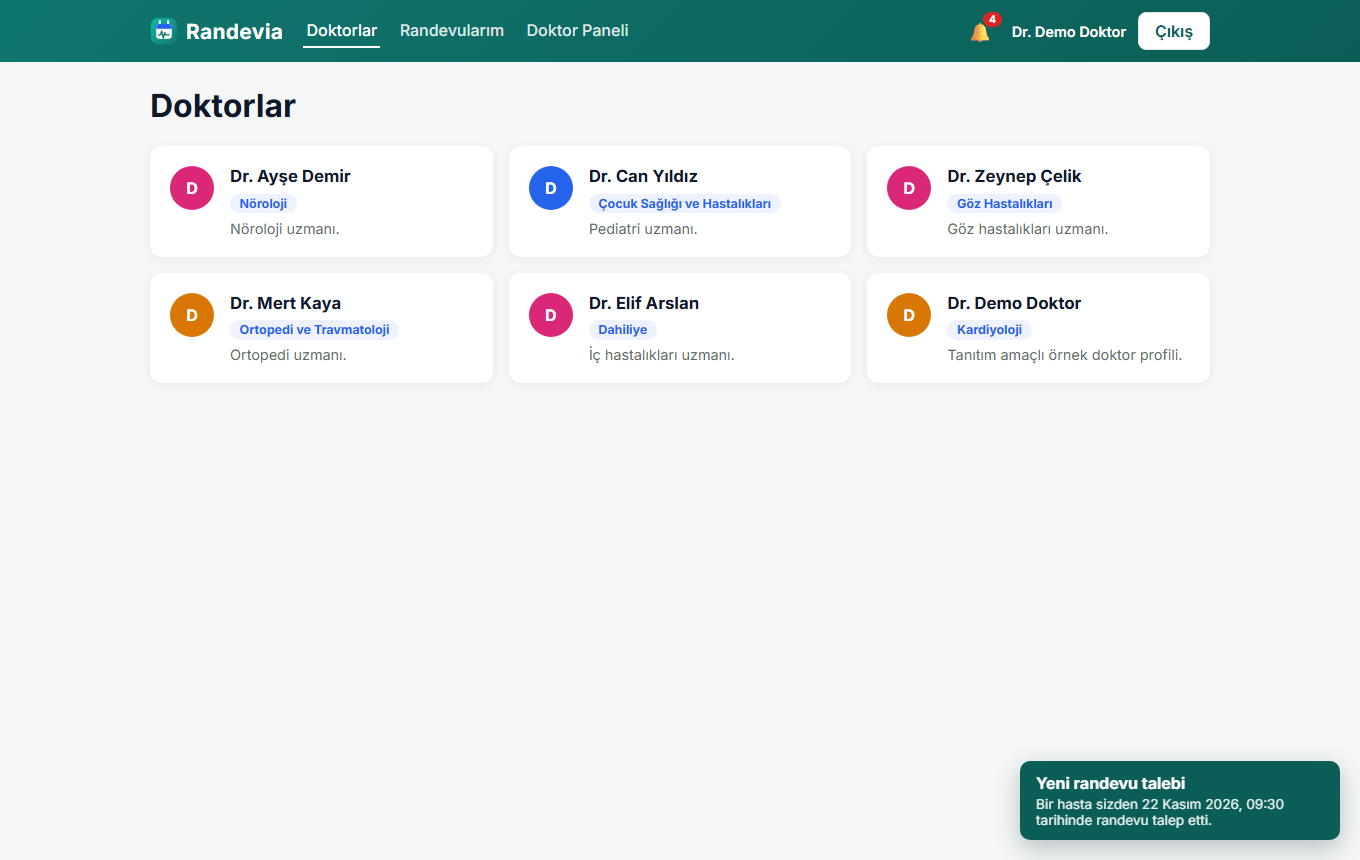 Randevia Doktorlar Randevularım Doktor Paneli 4 Dr. Demo Doktor Çıkış
Doktorlar
D
Dr. Ayşe Demir
Nöroloji
Nöroloji uzmanı.
D
Dr. Can Yıldız
Çocuk Sağlığı ve Hastalıkları
Pediatri uzmanı.
D
Dr. Zeynep Çelik
Göz Hastalıkları
Göz hastalıkları uzmanı.
D
Dr. Mert Kaya
Ortopedi ve Travmatoloji
Ortopedi uzmanı.
D
Dr. Elif Arslan
Dahiliye
İç hastalıkları uzmanı.
D
Dr. Demo Doktor
Kardiyoloji
Tanıtım amaçlı örnek doktor profili.
Yeni randevu talebi
Bir hasta sizden 22 Kasım 2026, 09:30
tarihinde randevu talep etti.